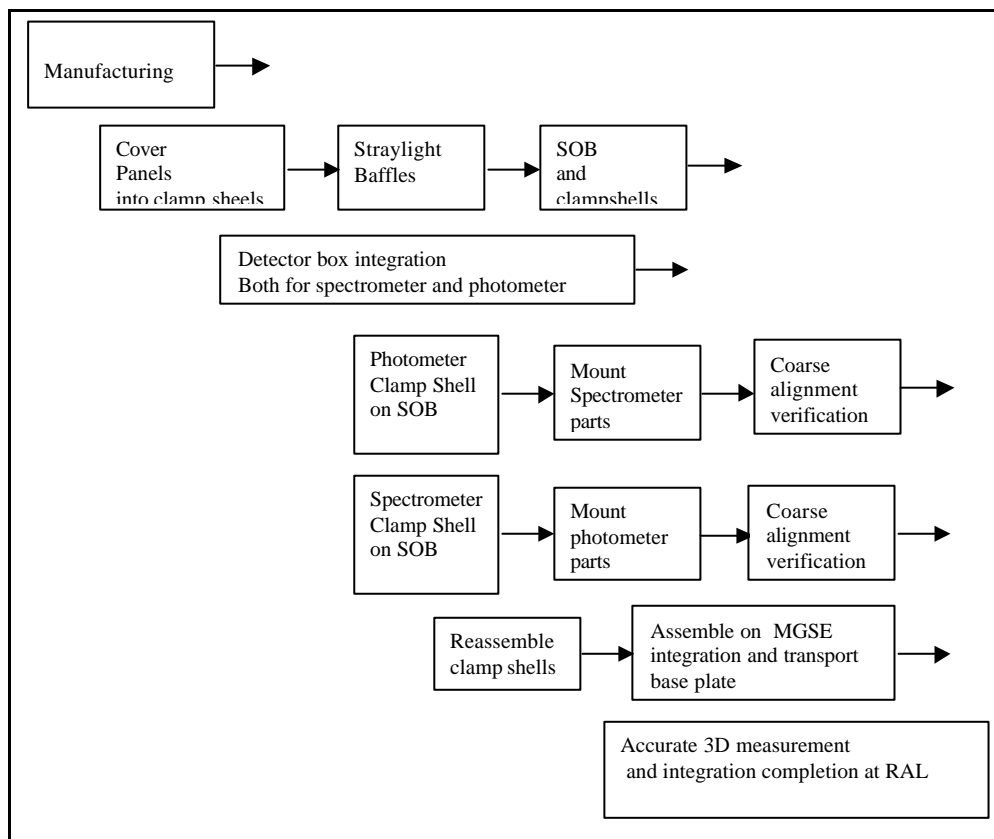 Manufacturing
Cover
Panels
into clamp sheels
Straylight
Baffles
SOB
and
clampshells
Detector box integration
Both for spectrometer and photometer
Photometer
Clamp Shell
on SOB
Mount
Spectrometer
parts
Coarse
alignment
verification
Spectrometer
Clamp Shell
on SOB
Mount
photometer
parts
Coarse
alignment
verification
Reassemble
clamp shells
Assemble on MGSE
integration and transport
base plate
Accurate 3D measurement
and integration completion at RAL